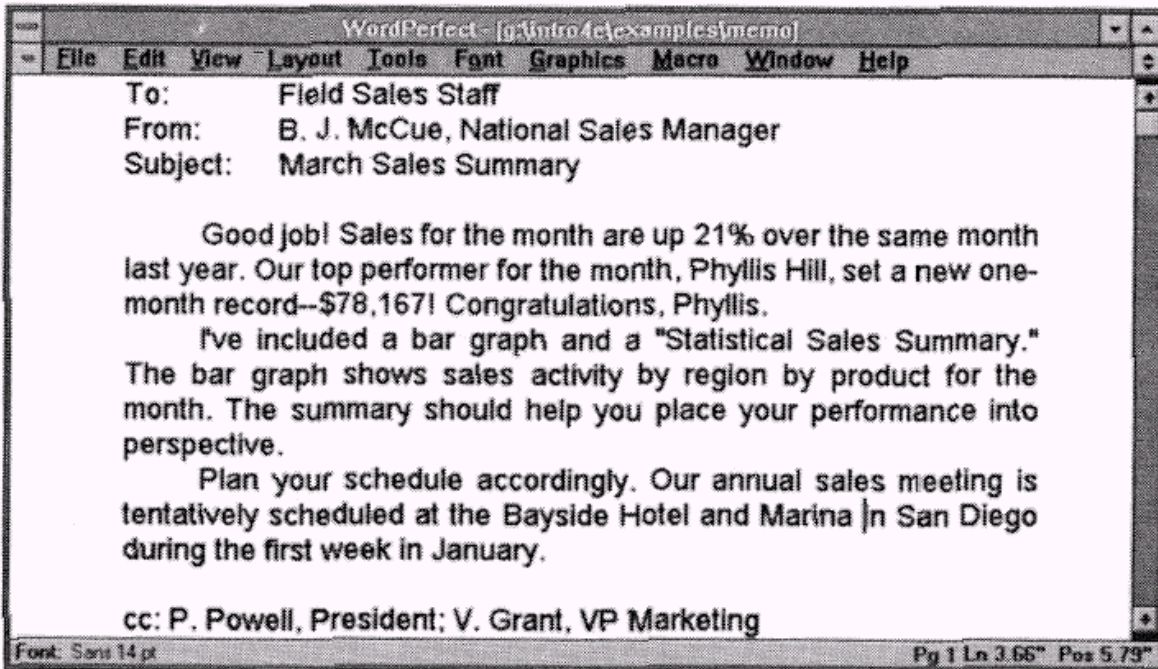 WordPerfect - [g:\intro4e\examples\memo]
File Edit View Layout Tools Font Graphics Macro Window Help
To: Field Sales Staff
From: B. J. McCue, National Sales Manager
Subject: March Sales Summary
Good job! Sales for the month are up 21% over the same month
last year. Our top performer for the month, Phyllis Hill, set a new one-
month record--$78,167! Congratulations, Phyllis.
I've included a bar graph and a "Statistical Sales Summary."
The bar graph shows sales activity by region by product for the
month. The summary should help you place your performance into
perspective.
Plan your schedule accordingly. Our annual sales meeting is
tentatively scheduled at the Bayside Hotel and Marina in San Diego
during the first week in January.
cc: P. Powell, President; V. Grant, VP Marketing
Font: Sans 14 pt Pg 1 Ln 3.66" Pos 5.79"